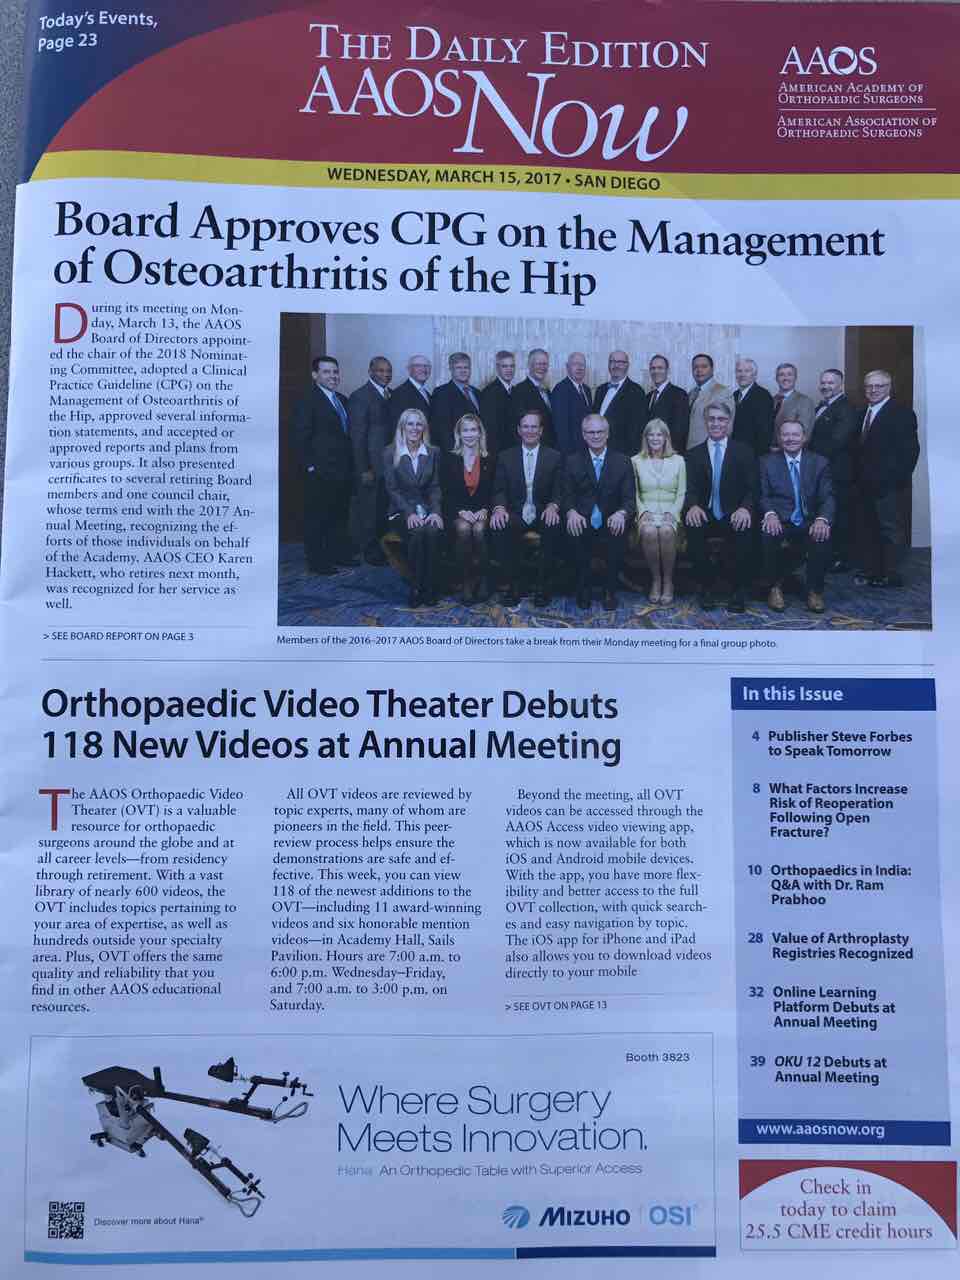 Today's Events,
Page 23
THE DAILY EDITION
AAOS NOW
AAOS
AMERICAN ACADEMY OF
ORTHOPAEDIC SURGEONS
AMERICAN ASSOCIATION OF
ORTHOPAEDIC SURGEONS
WEDNESDAY, MARCH 15, 2017 • SAN DIEGO
Board Approves CPG on the Management
of Osteoarthritis of the Hip
During its meeting on Mon-
day, March 13, the AAOS
Board of Directors appoint-
ed the chair of the 2018 Nominat-
ing Committee, adopted a Clinical
Practice Guideline (CPG) on the
Management of Osteoarthritis of
the Hip, approved several informa-
tion statements, and accepted or
approved reports and plans from
various groups. It also presented
certificates to several retiring Board
members and one council chair,
whose terms end with the 2017 An-
nual Meeting, recognizing the ef-
forts of those individuals on behalf
of the Academy. AAOS CEO Karen
Hackett, who retires next month,
was recognized for her service as
well.
> SEE BOARD REPORT ON PAGE 3
Members of the 2016–2017 AAOS Board of Directors take a break from their Monday meeting for a final group photo.
Orthopaedic Video Theater Debuts
118 New Videos at Annual Meeting
The AAOS Orthopaedic Video
Theater (OVT) is a valuable
resource for orthopaedic
surgeons around the globe and at
all career levels—from residency
through retirement. With a vast
library of nearly 600 videos, the
OVT includes topics pertaining to
your area of expertise, as well as
hundreds outside your specialty
area. Plus, OVT offers the same
quality and reliability that you
find in other AAOS educational
resources.
All OVT videos are reviewed by
topic experts, many of whom are
pioneers in the field. This peer-
review process helps ensure the
demonstrations are safe and ef-
fective. This week, you can view
118 of the newest additions to the
OVT—including 11 award-winning
videos and six honorable mention
videos—in Academy Hall, Sails
Pavilion. Hours are 7:00 a.m. to
6:00 p.m. Wednesday–Friday,
and 7:00 a.m. to 3:00 p.m. on
Saturday.
Beyond the meeting, all OVT
videos can be accessed through the
AAOS Access video viewing app,
which is now available for both
iOS and Android mobile devices.
With the app, you have more flex-
ibility and better access to the full
OVT collection, with quick search-
es and easy navigation by topic.
The iOS app for iPhone and iPad
also allows you to download videos
directly to your mobile
> SEE OVT ON PAGE 13
In this Issue
4 Publisher Steve Forbes
to Speak Tomorrow
8 What Factors Increase
Risk of Reoperation
Following Open
Fracture?
10 Orthopaedics in India:
Q&A with Dr. Ram
Prabhoo
28 Value of Arthroplasty
Registries Recognized
32 Online Learning
Platform Debuts at
Annual Meeting
39 OKU 12 Debuts at
Annual Meeting
www.aaosnow.org
Check in
today to claim
25.5 CME credit hours
Booth 3823
Where Surgery
Meets Innovation.
Hana An Orthopedic Table with Superior Access
Discover more about Hana®
MIZUHO OSI®